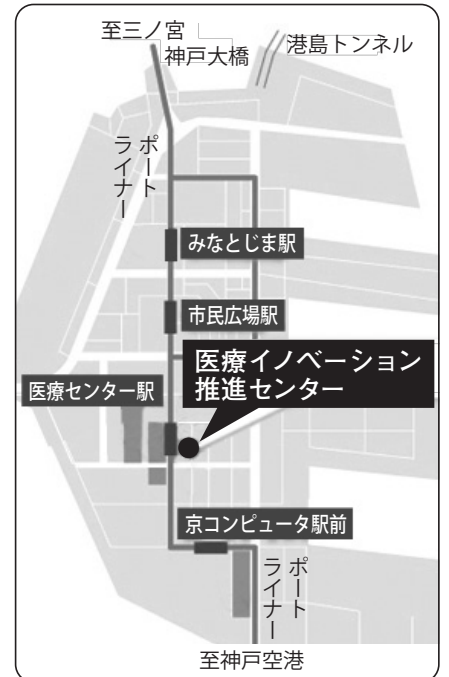 至三ノ宮
神戸大橋
港島トンネル
ポート
ライナー
みなとじま駅
市民広場駅
医療イノベーション
推進センター
医療センター駅
京コンピュータ駅前
ポート
ライナー
至神戸空港